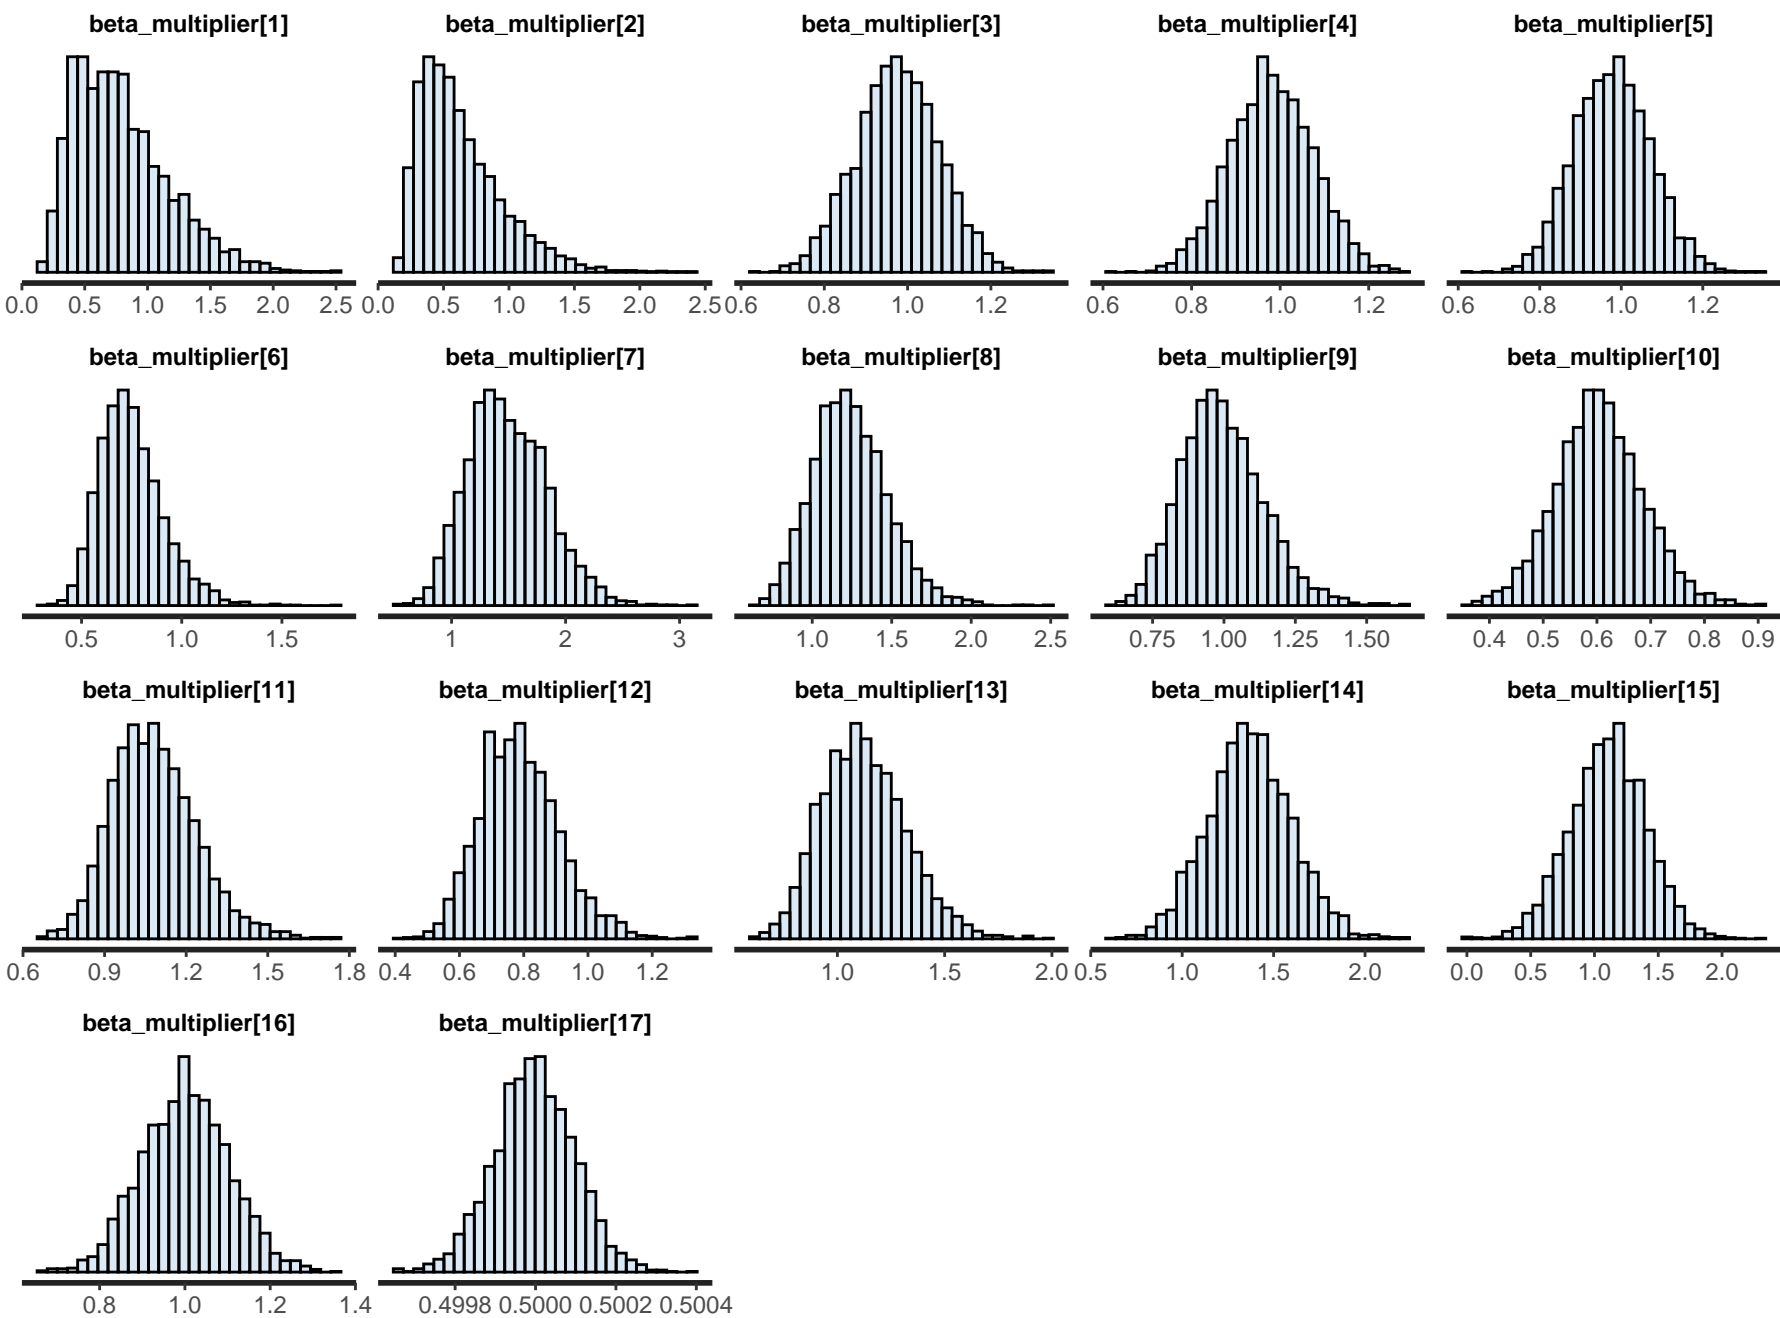 beta_multiplier[1] beta_multiplier[2] beta_multiplier[3] beta_multiplier[4] beta_multiplier[5]
0.0 0.5 1.0 1.5 2.0 2.5 0.0 0.5 1.0 1.5 2.0 2.5 0.6 0.8 1.0 1.2 0.6 0.8 1.0 1.2 0.6 0.8 1.0 1.2
beta_multiplier[6] beta_multiplier[7] beta_multiplier[8] beta_multiplier[9] beta_multiplier[10]
0.5 1.0 1.5 1 2 3 1.0 1.5 2.0 2.5 0.75 1.00 1.25 1.50 0.4 0.5 0.6 0.7 0.8 0.9
beta_multiplier[11] beta_multiplier[12] beta_multiplier[13] beta_multiplier[14] beta_multiplier[15]
0.6 0.9 1.2 1.5 1.8 0.4 0.6 0.8 1.0 1.2 1.0 1.5 2.0 0.5 1.0 1.5 2.0 0.0 0.5 1.0 1.5 2.0
beta_multiplier[16] beta_multiplier[17]
0.8 1.0 1.2 1.4 0.4998 0.5000 0.5002 0.5004